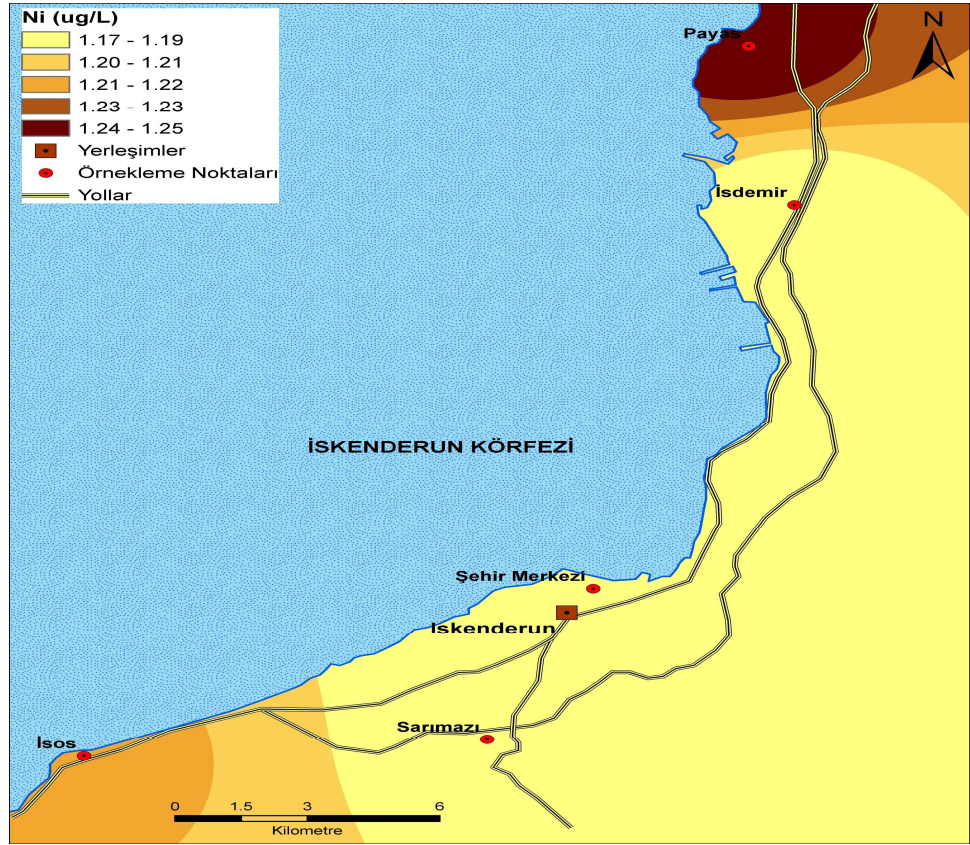 Ni (ug/L)
1.17 - 1.19
1.20 - 1.21
1.21 - 1.22
1.23 - 1.23
1.24 - 1.25
Yerleşimler
Örnekleme Noktaları
Yollar
Payas
N
İsdemir
İSKENDERUN KÖRFEZİ
Şehir Merkezi
Iskenderun
Sarımazı
İsos
0 1.5 3 6
Kilometre